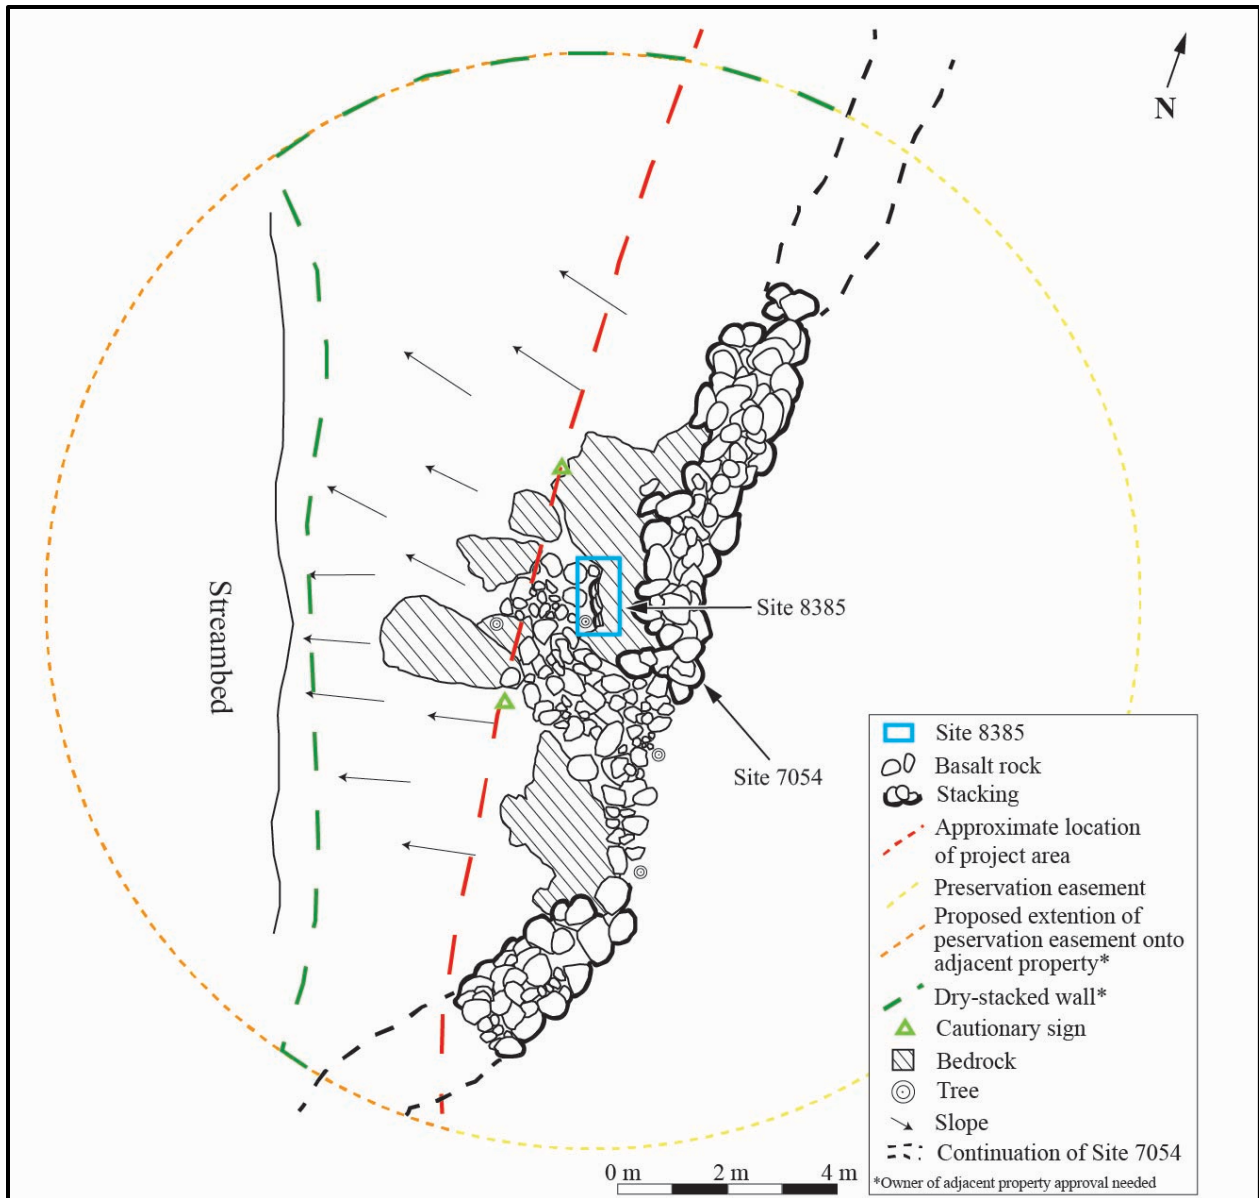 N
Streambed
Site 8385
Site 7054
Site 8385
Basalt rock
Stacking
Approximate location
of project area
Preservation easement
Proposed extention of
peservation easement onto
adjacent property*
Dry-stacked wall*
Cautionary sign
Bedrock
Tree
Slope
Continuation of Site 7054
*Owner of adjacent property approval needed
0 m 2 m 4 m